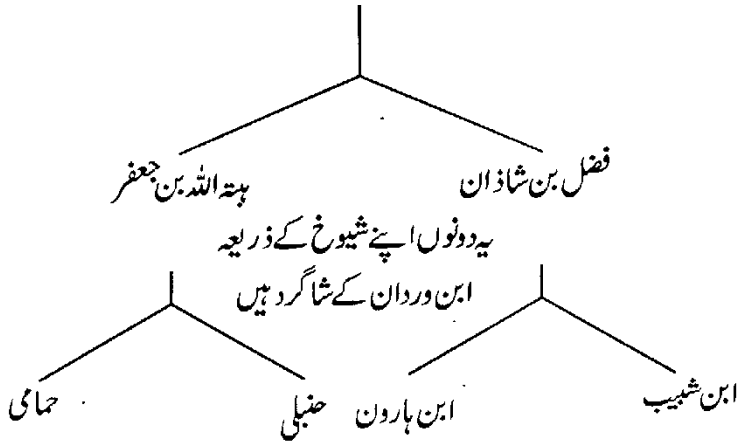 فضل بن شاذان
ہبۃ اللہ بن جعفر
یہ دونوں اپنے شیوخ کے ذریعہ
ابن وردان کے شاگرد ہیں
ابن شبیب
ابن ہارون
حنبلی
حمامی